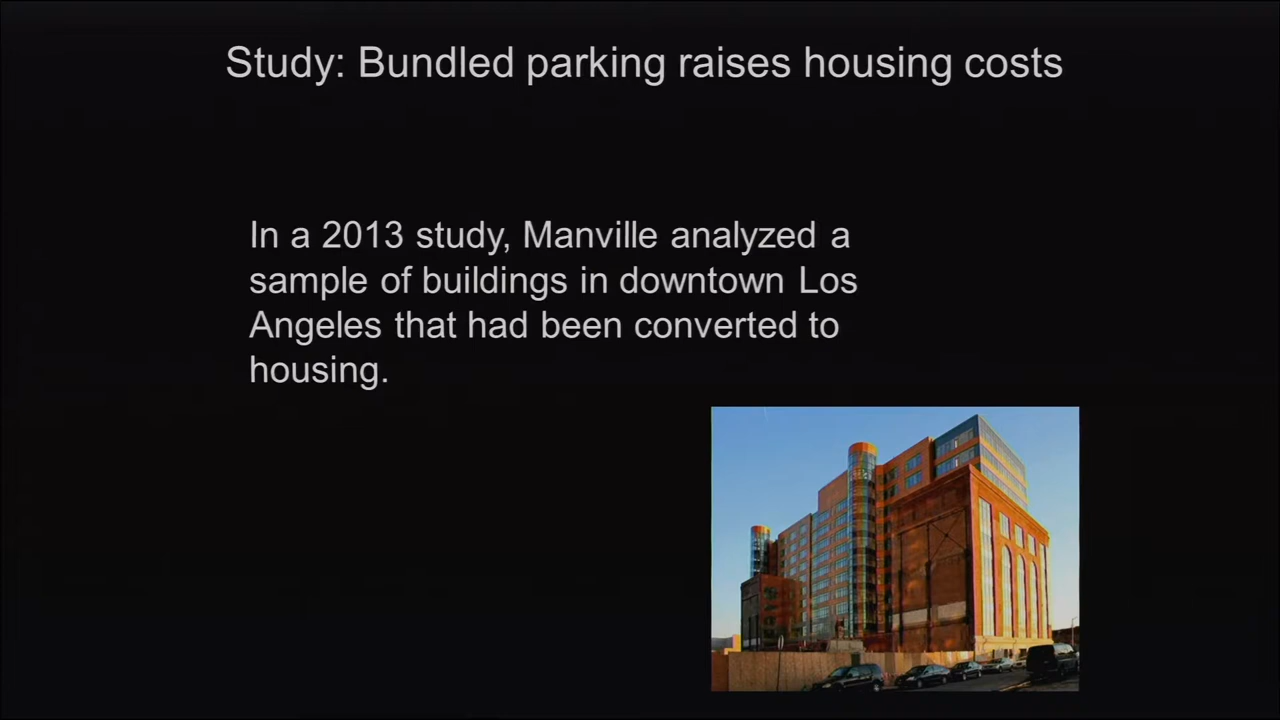 Study: Bundled parking raises housing costs
In a 2013 study, Manville analyzed a
sample of buildings in downtown Los
Angeles that had been converted to
housing.